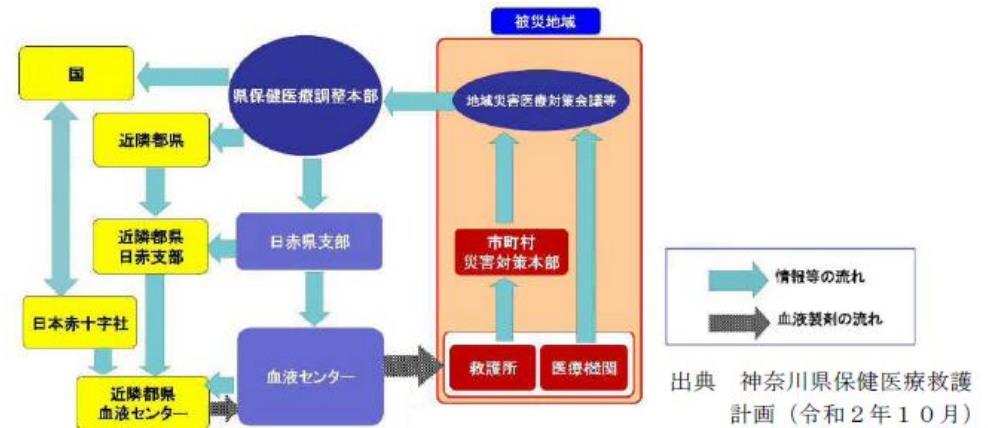 被災地域
国
県保健医療調整本部
地域災害医療対策会議等
近隣都県
近隣都県
日赤支部
日赤県支部
市町村
災害対策本部
情報等の流れ
血液製剤の流れ
日本赤十字社
血液センター
救護所
医療機関
近隣都県
血液センター
出典 神奈川県保健医療救護
計画(令和2年10月)